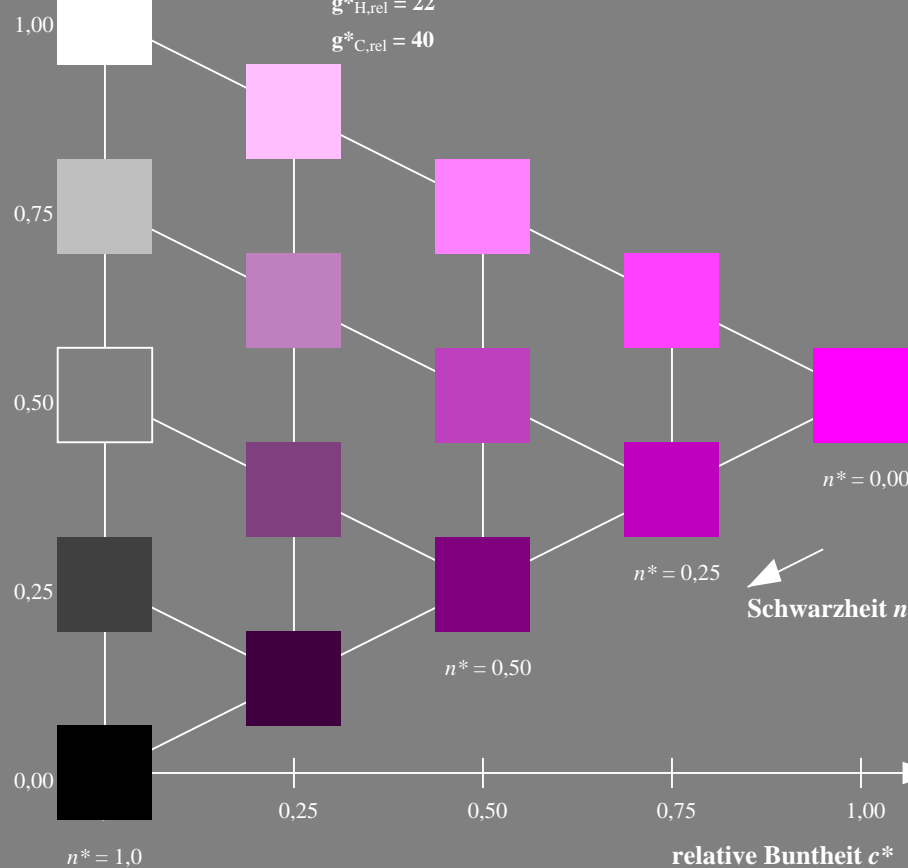 g*H,rel = 22
1,00
g*C,rel = 40
0,75
0,50
n* = 0,00
n* = 0,25
0,25
Schwarzheit n
n* = 0,50
0,00
0,25 0,50 0,75 1,00
n* = 1,0
relative Buntheit c*